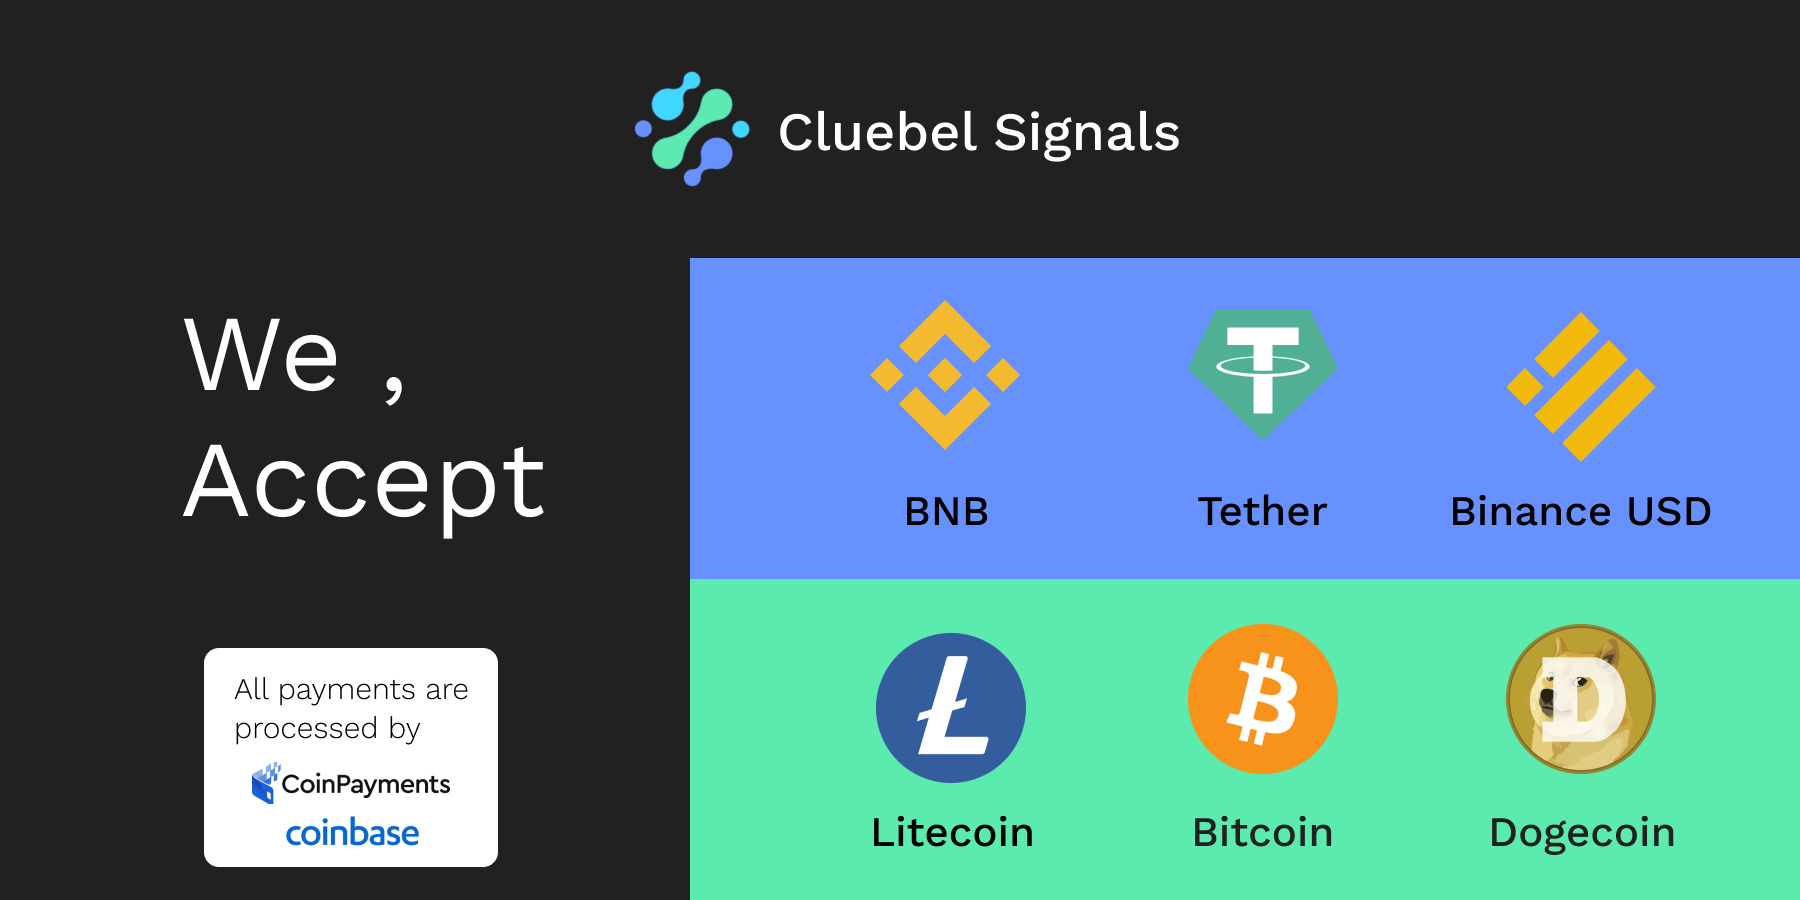 Cluebel Signals
We ,
Accept
BNB
Tether
Binance USD
Litecoin
Bitcoin
Dogecoin
All payments are
processed by
CoinPayments
coinbase